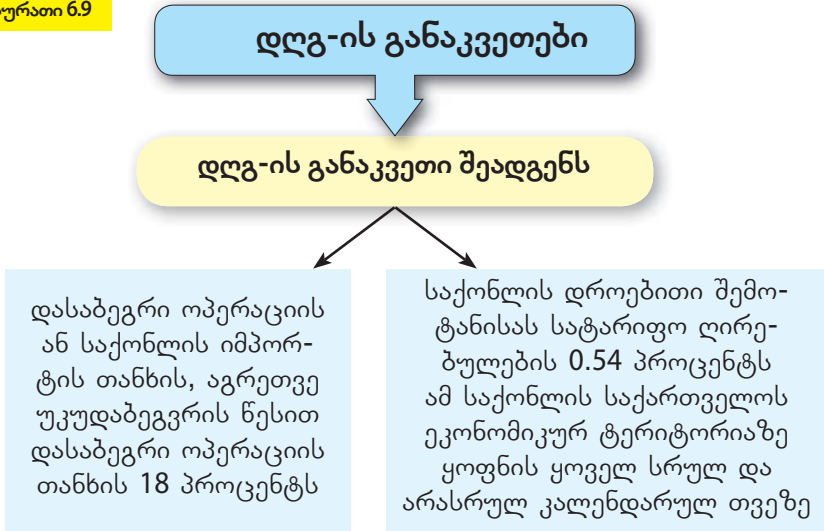 6.9
დღგ-ის განაკვეთები
დღგ-ის განაკვეთი შეადგენს
დასაბეგრი ოპერაციის
ან საქონლის იმპორ-
ტის თანხის, აგრეთვე
უკუდაბეგვრის წესით
დასაბეგრი ოპერაციის
თანხის 18 პროცენტს
საქონლის დროებითი შემო-
ტანისას სატარიფო ღირე-
ბულების 0.54 პროცენტს
ამ საქონლის საქართველოს
ეკონომიკურ ტერიტორიაზე
ყოფნის ყოველ სრულ და
არასრულ კალენდარულ თვეზე